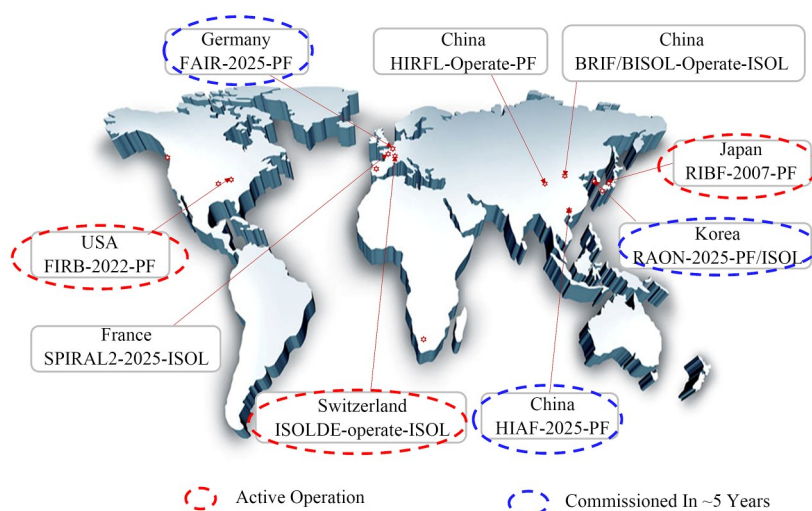 Germany
FAIR-2025-PF
China
HIRFL-Operate-PF
China
BRIF/BISOL-Operate-ISOL
Japan
RIBF-2007-PF
USA
FIRB-2022-PF
Korea
RAON-2025-PF/ISOL
France
SPIRAL2-2025-ISOL
Switzerland
ISOLDE-operate-ISOL
China
HIAF-2025-PF
Active Operation
Commissioned In ~5 Years